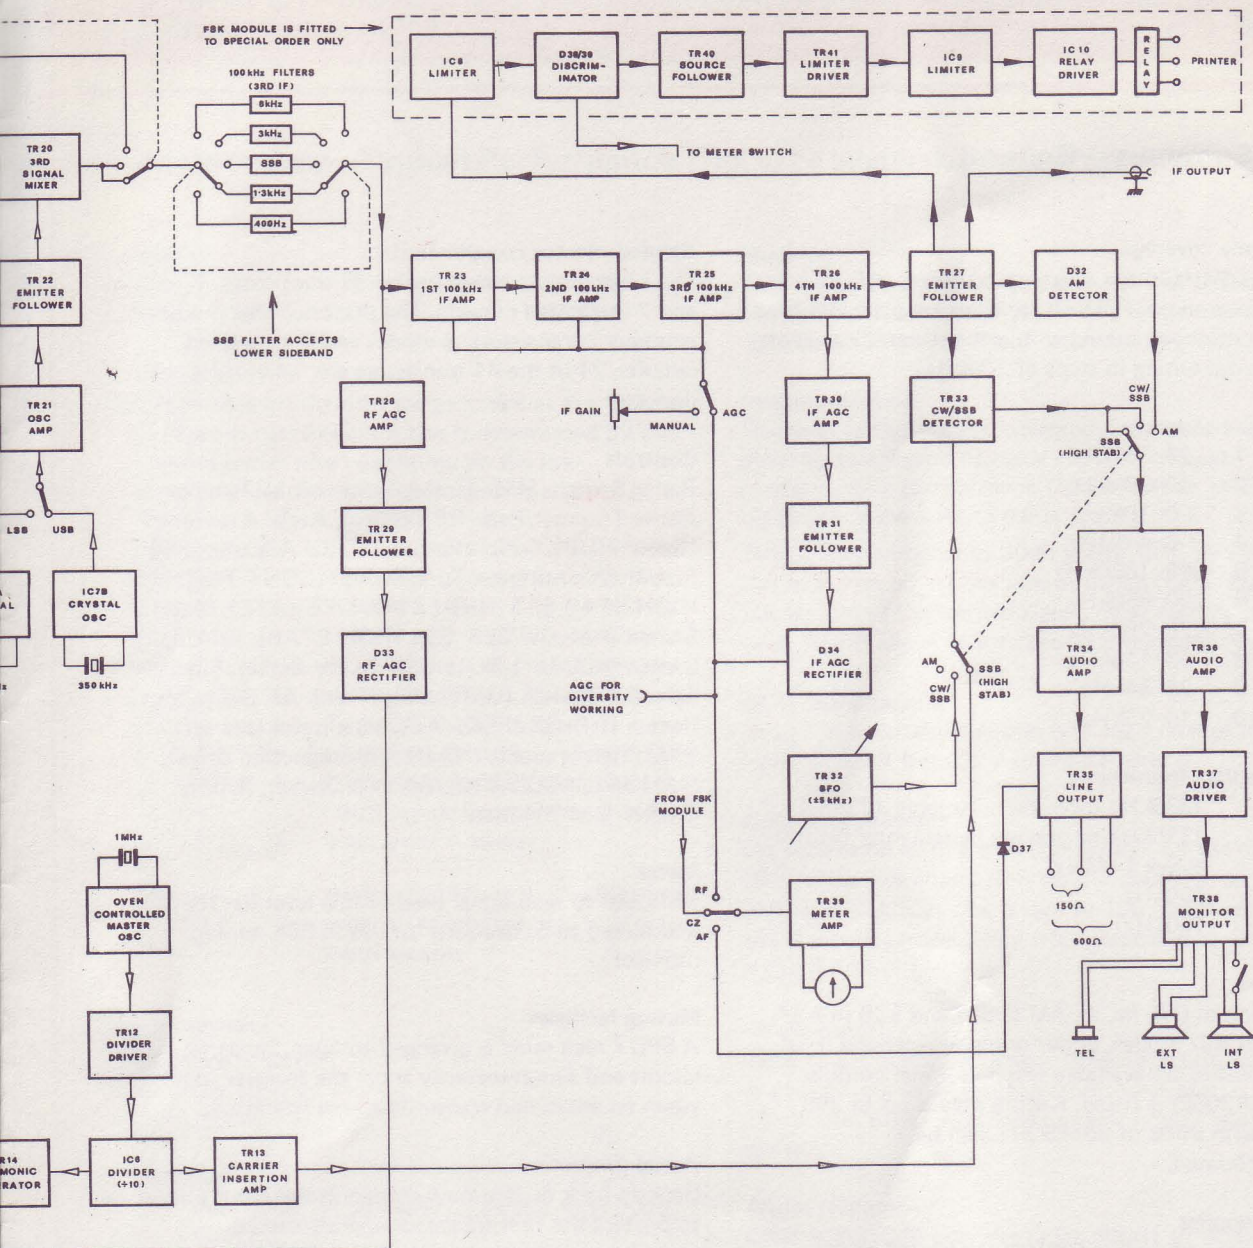 FSK MODULE IS FITTED
TO SPECIAL ORDER ONLY
IC8
LIMITER
D38/39
DISCRIM-
INATOR
TR40
SOURCE
FOLLOWER
TR41
LIMITER
DRIVER
IC9
LIMITER
IC10
RELAY
DRIVER
RELAY
PRINTER
TO METER SWITCH
100kHz FILTERS
(3RD IF)
8kHz
3kHz
SSB
1·3kHz
400Hz
SSB FILTER ACCEPTS
LOWER SIDEBAND
TR20
3RD
SIGNAL
MIXER
TR22
EMITTER
FOLLOWER
TR21
OSC
AMP
LSB
USB
IC7B
CRYSTAL
OSC
350kHz
AL
IF OUTPUT
TR23
1ST 100kHz
IF AMP
TR24
2ND 100kHz
IF AMP
TR25
3RD 100kHz
IF AMP
TR26
4TH 100kHz
IF AMP
TR27
EMITTER
FOLLOWER
D32
AM
DETECTOR
TR28
RF AGC
AMP
IF GAIN
MANUAL
AGC
TR30
IF AGC
AMP
TR33
CW/SSB
DETECTOR
CW/
SSB
SSB
(HIGH STAB)
AM
TR29
EMITTER
FOLLOWER
TR31
EMITTER
FOLLOWER
D33
RF AGC
RECTIFIER
D34
IF AGC
RECTIFIER
AGC FOR
DIVERSITY
WORKING
AM
CW/
SSB
SSB
(HIGH
STAB)
TR34
AUDIO
AMP
TR36
AUDIO
AMP
TR32
BFO
(±5kHz)
TR35
LINE
OUTPUT
TR37
AUDIO
DRIVER
FROM FSK
MODULE
D37
150Ω
600Ω
RF
CZ
AF
TR39
METER
AMP
TR38
MONITOR
OUTPUT
TEL
EXT
LS
INT
LS
1MHz
OVEN
CONTROLLED
MASTER
OSC
TR12
DIVIDER
DRIVER
R14
MONIC
RATOR
IC6
DIVIDER
(÷10)
TR13
CARRIER
INSERTION
AMP